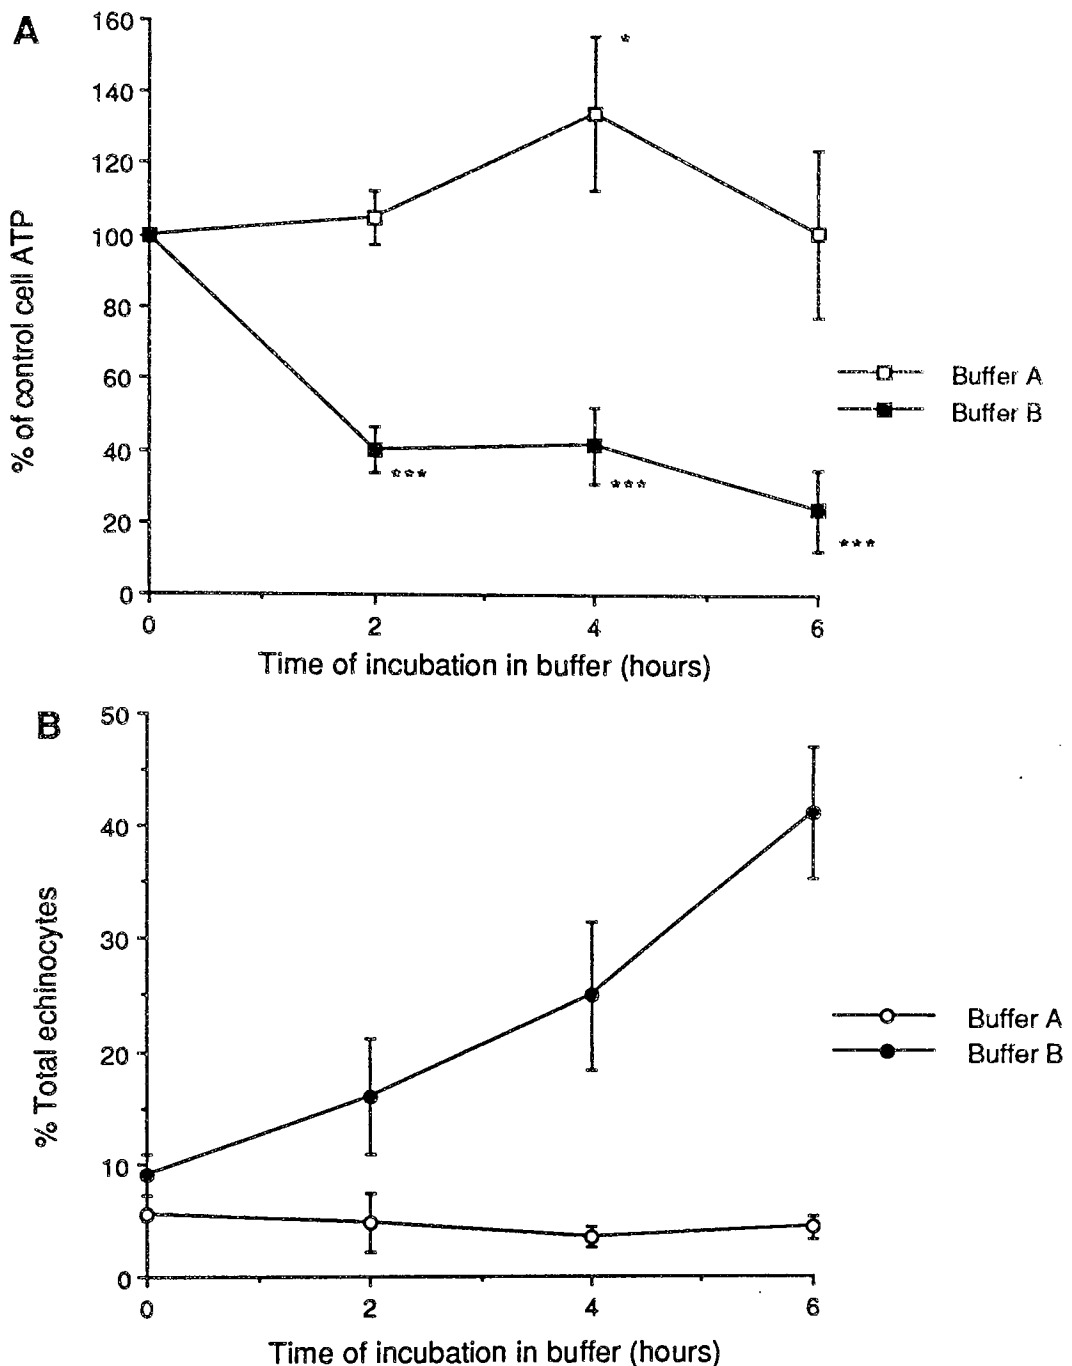 A
160
140
120
100
80
60
40
20
0
% of control cell ATP
*
***
***
***
0 2 4 6
Time of incubation in buffer (hours)
Buffer A
Buffer B
B
50
40
30
20
10
0
% Total echinocytes
0 2 4 6
Time of incubation in buffer (hours)
Buffer A
Buffer B